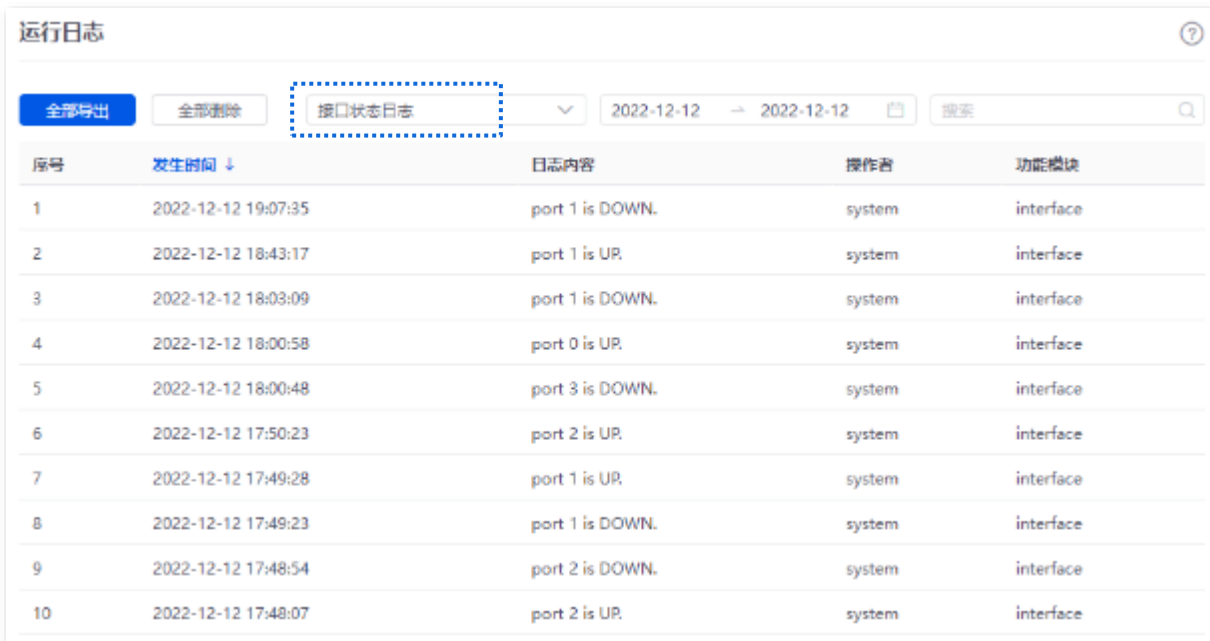 运行日志
全部导出 全部删除 接口状态日志 2022-12-12 → 2022-12-12 搜索
序号 发生时间 ↓ 日志内容 操作者 功能模块
1 2022-12-12 19:07:35 port 1 is DOWN. system interface
2 2022-12-12 18:43:17 port 1 is UP. system interface
3 2022-12-12 18:03:09 port 1 is DOWN. system interface
4 2022-12-12 18:00:58 port 0 is UP. system interface
5 2022-12-12 18:00:48 port 3 is DOWN. system interface
6 2022-12-12 17:50:23 port 2 is UP. system interface
7 2022-12-12 17:49:28 port 1 is UP. system interface
8 2022-12-12 17:49:23 port 1 is DOWN. system interface
9 2022-12-12 17:48:54 port 2 is DOWN. system interface
10 2022-12-12 17:48:07 port 2 is UP. system interface